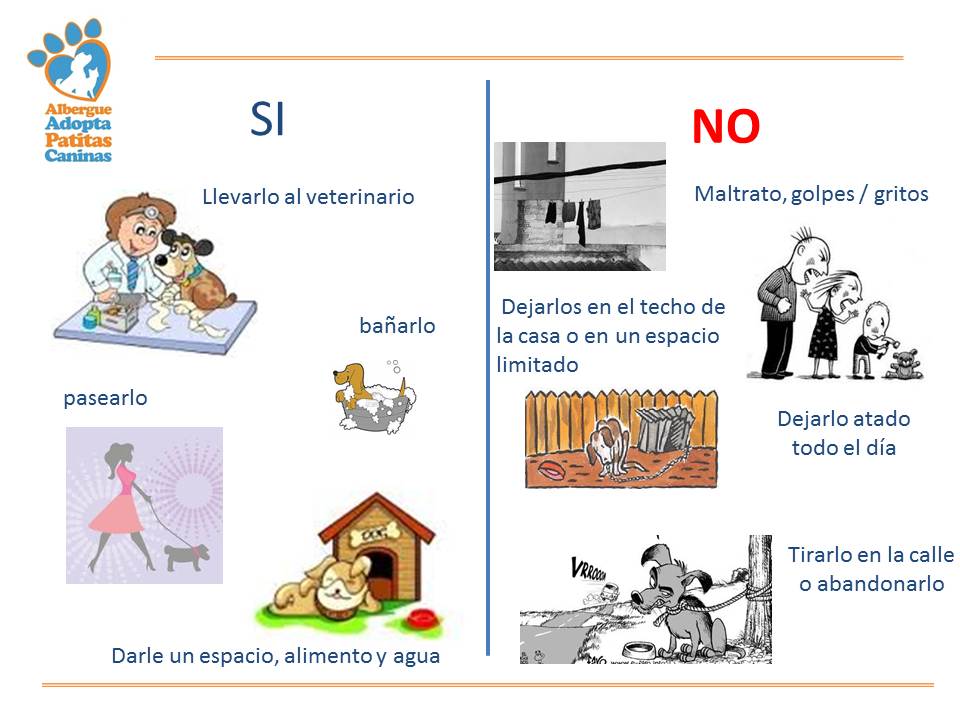 Albergue
Adopta
Patitas
Caninas
SI
Llevarlo al veterinario
bañarlo
pasearlo
DOG
Darle un espacio, alimento y agua
NO
Maltrato, golpes / gritos
Dejarlos en el techo de
la casa o en un espacio
limitado
Dejarlo atado
todo el día
Tirarlo en la calle
o abandonarlo
VRROOOM